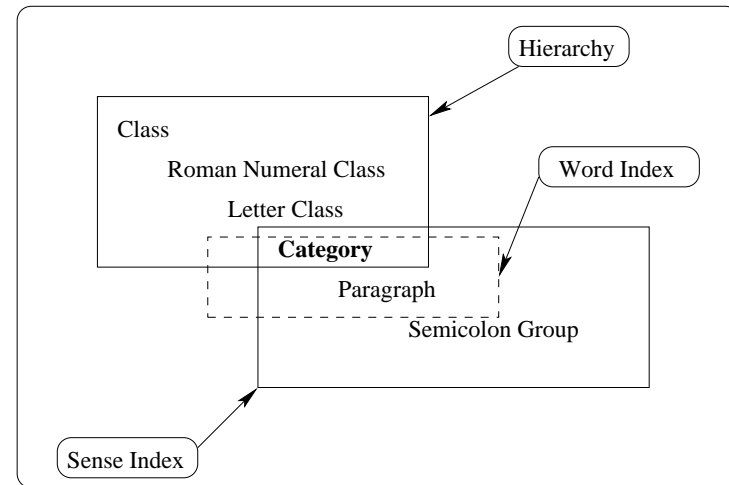 Hierarchy
Class
Roman Numeral Class
Word Index
Letter Class
Category
Paragraph
Semicolon Group
Sense Index